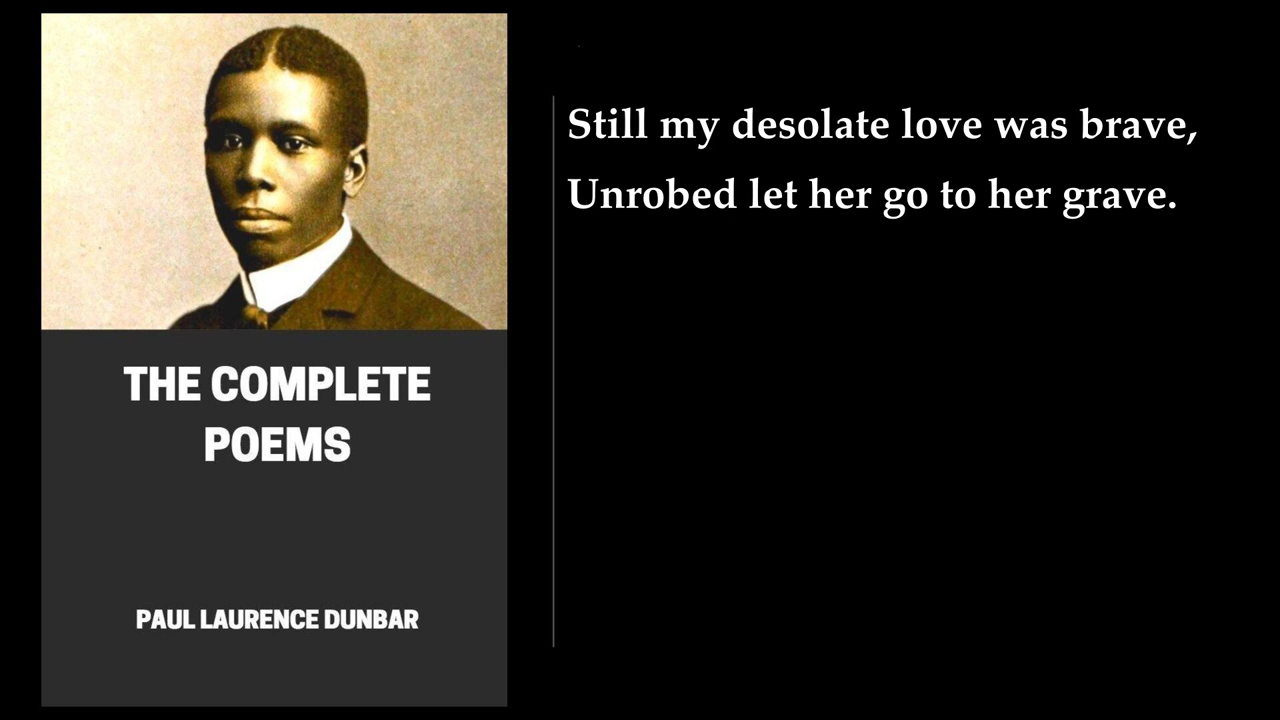 THE COMPLETE
POEMS
PAUL LAURENCE DUNBAR
Still my desolate love was brave,
Unrobed let her go to her grave.